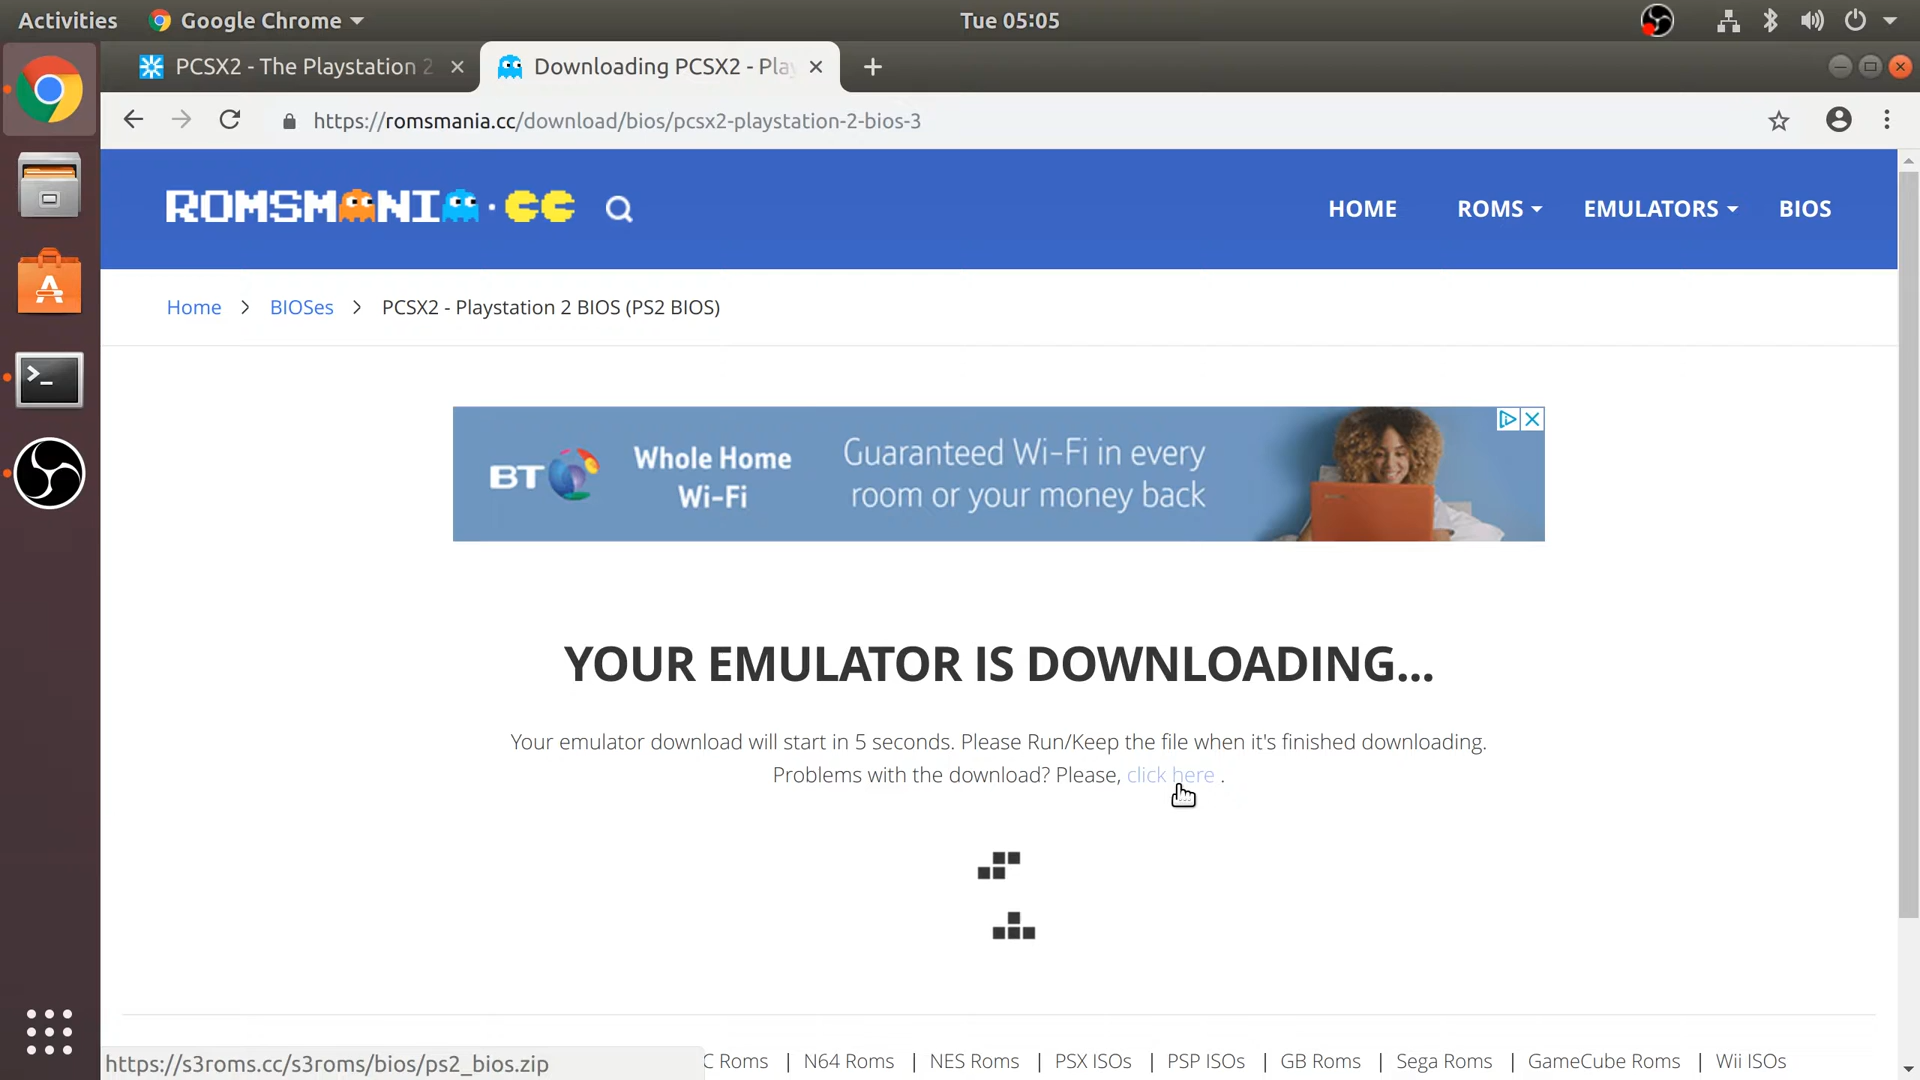 Activities
Google Chrome
Tue 05:05
PCSX2 - The Playstation 2
Downloading PCSX2 - Pla
https://romsmania.cc/download/bios/pcsx2-playstation-2-bios-3
ROMSMANIA.CC
HOME
ROMS
EMULATORS
BIOS
Home > BIOSes > PCSX2 - Playstation 2 BIOS (PS2 BIOS)
BT
Whole Home
Wi-Fi
Guaranteed Wi-Fi in every
room or your money back
YOUR EMULATOR IS DOWNLOADING...
Your emulator download will start in 5 seconds. Please Run/Keep the file when it's finished downloading.
Problems with the download? Please, click here .
https://s3roms.cc/s3roms/bios/ps2_bios.zip
C Roms | N64 Roms | NES Roms | PSX ISOs | PSP ISOs | GB Roms | Sega Roms | GameCube Roms | Wii ISOs